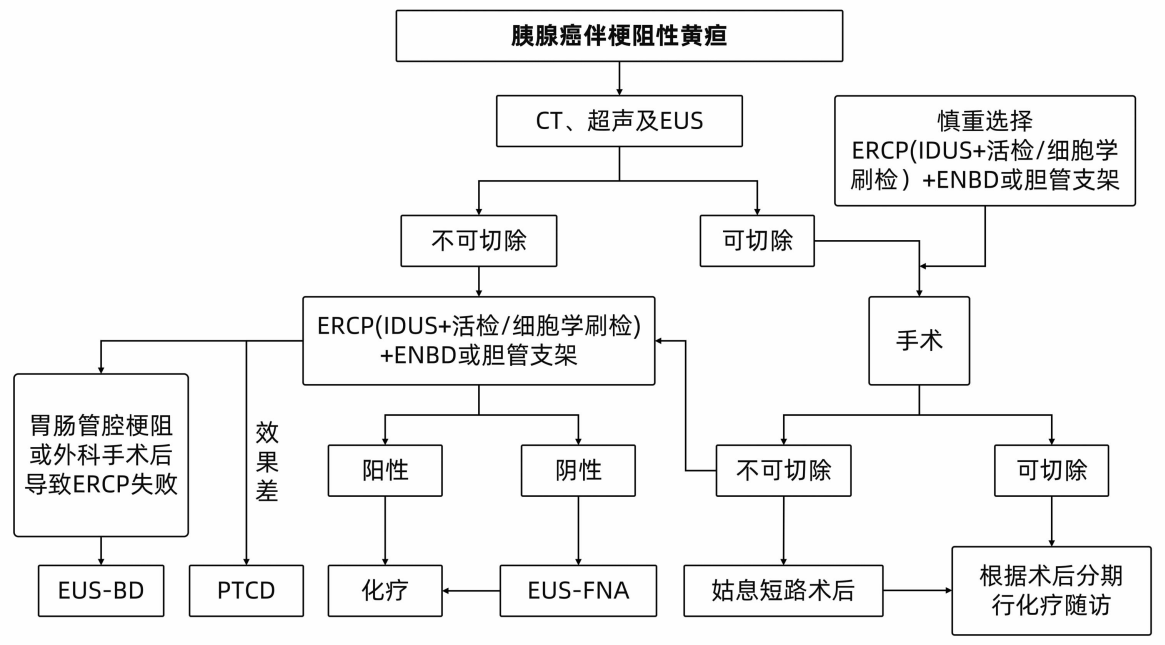 胰腺癌伴梗阻性黄疸
CT、超声及EUS
慎重选择
ERCP(IDUS+活检/细胞学
刷检）+ENBD或胆管支架
不可切除
可切除
ERCP(IDUS+活检/细胞学刷检)
+ENBD或胆管支架
手术
胃肠管腔梗阻
或外科手术后
导致ERCP失败
效
果
差
阳性
阴性
不可切除
可切除
EUS-BD
PTCD
化疗
EUS-FNA
姑息短路术后
根据术后分期
行化疗随访